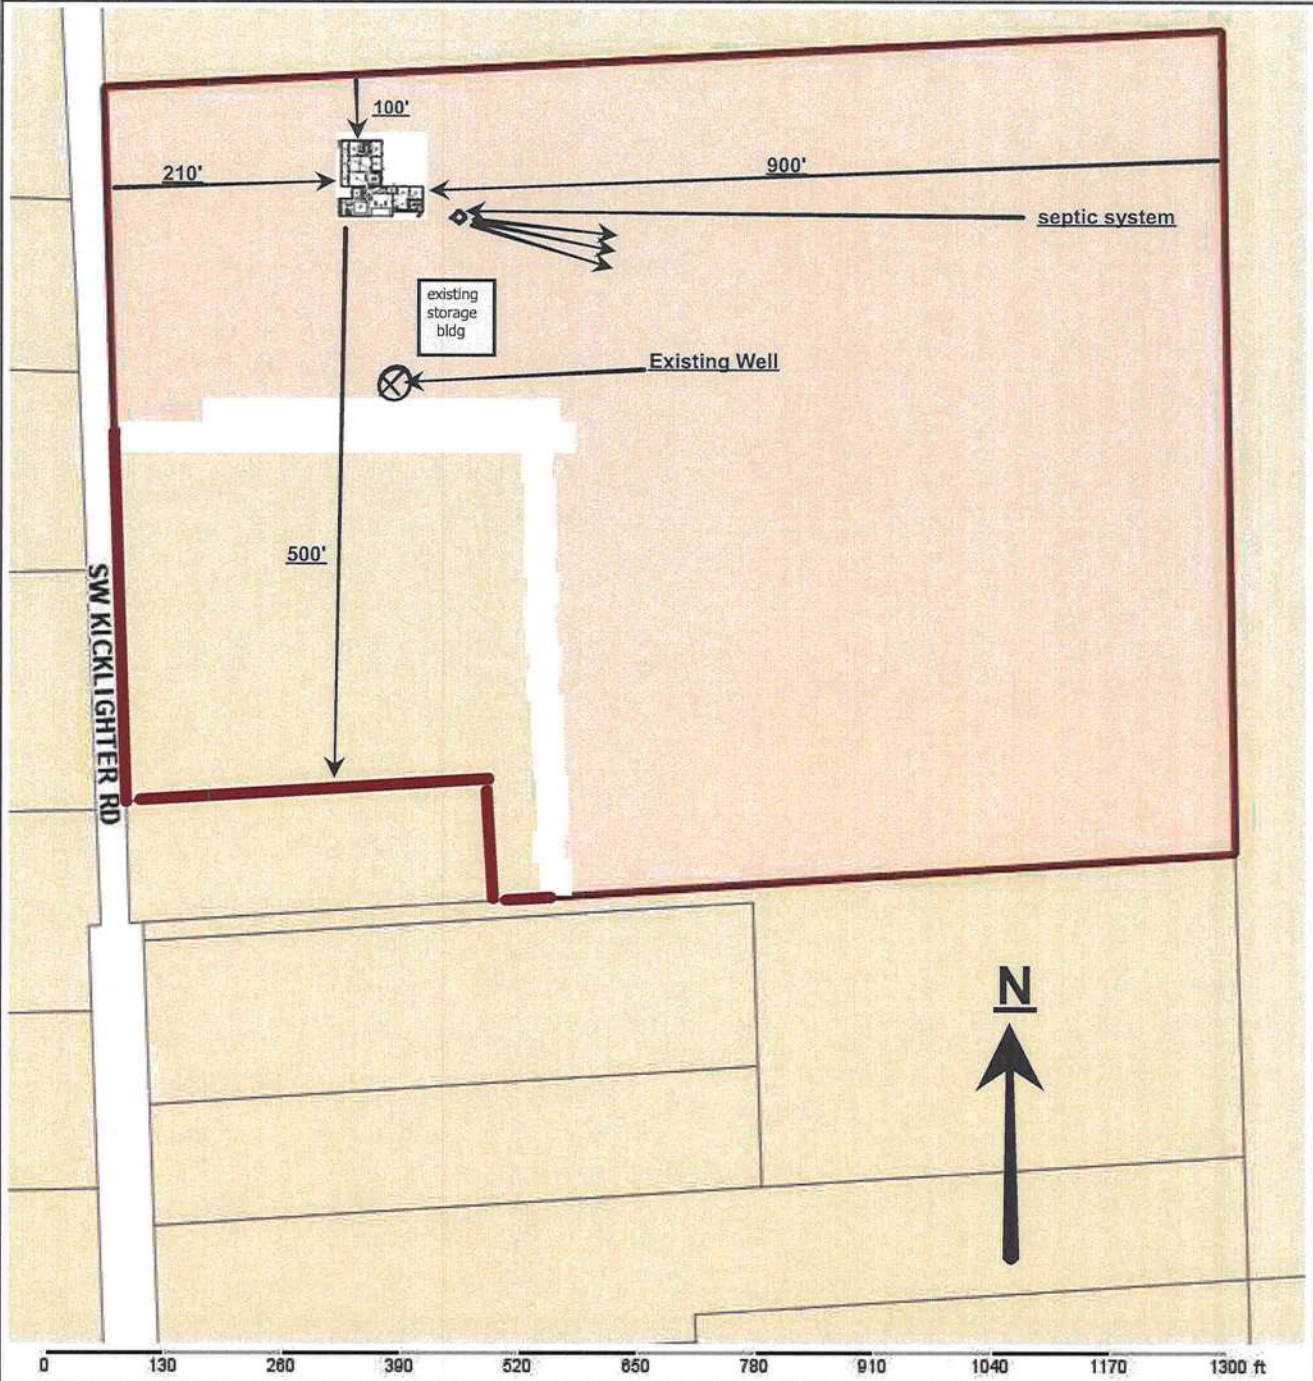 100'
210'
900'
septic system
existing
storage
bldg
Existing Well
500'
SW KICKLIGHTER RD
N
0 130 260 390 520 650 780 910 1040 1170 1300 ft